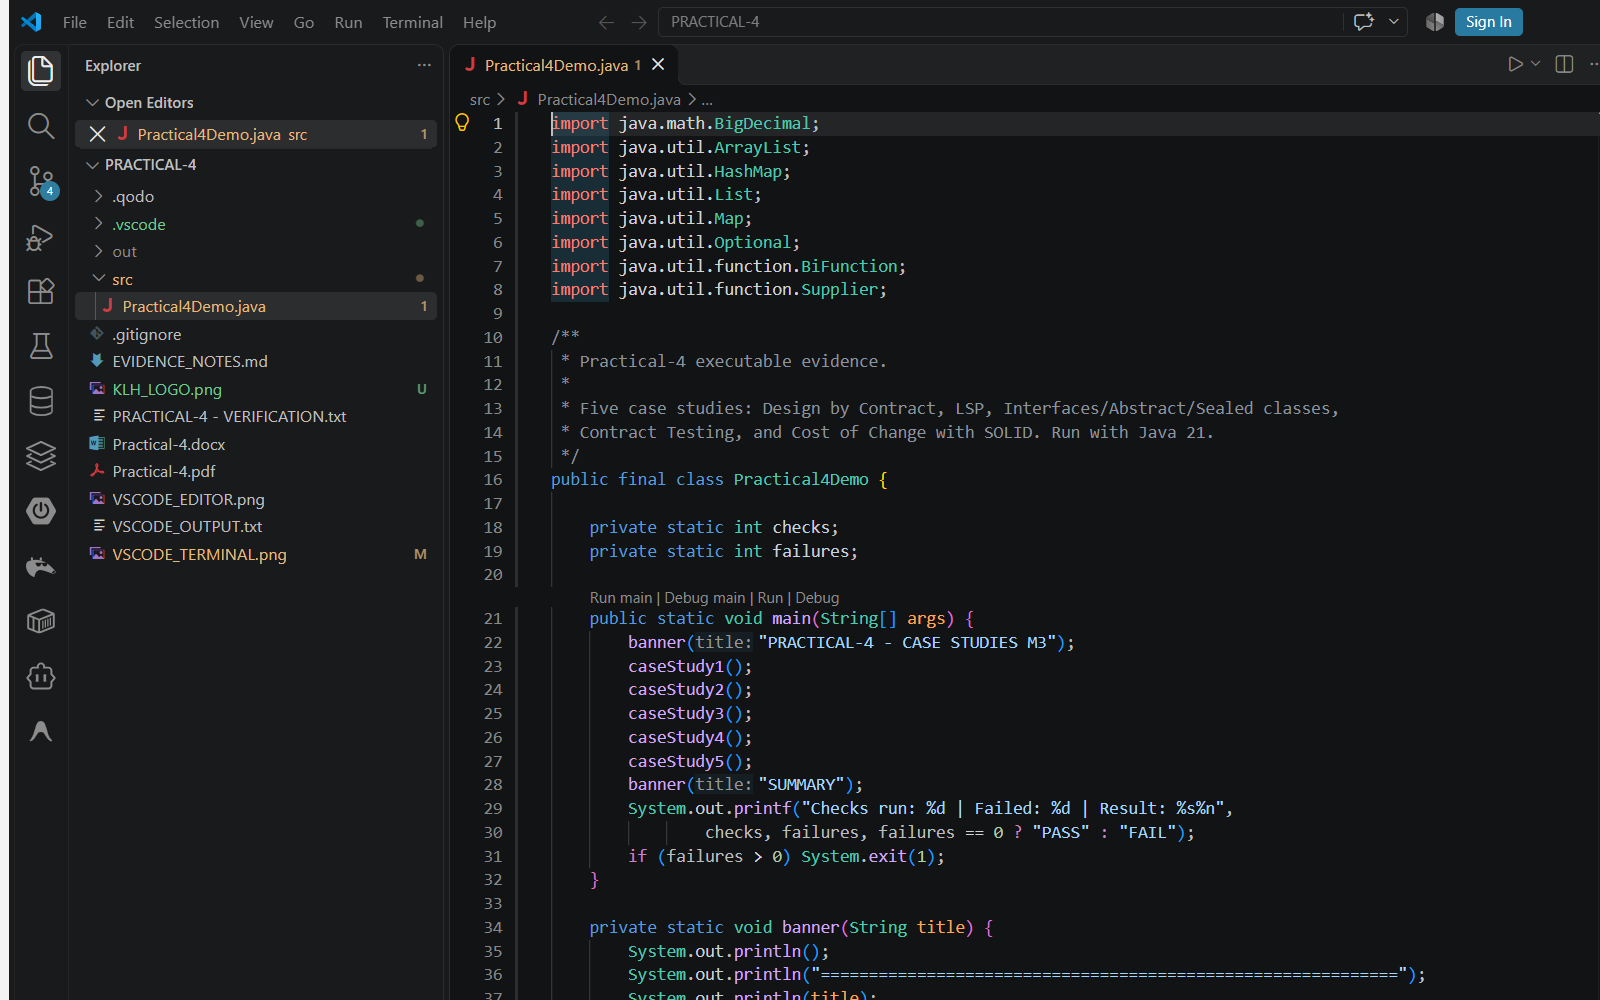 File Edit Selection View Go Run Terminal Help
PRACTICAL-4
Sign In
Explorer
Open Editors
Practical4Demo.java src 1
PRACTICAL-4
.qodo
.vscode
out
src
Practical4Demo.java 1
.gitignore
EVIDENCE_NOTES.md
KLH_LOGO.png U
PRACTICAL-4 - VERIFICATION.txt
Practical-4.docx
Practical-4.pdf
VSCODE_EDITOR.png
VSCODE_OUTPUT.txt
VSCODE_TERMINAL.png M
4
Practical4Demo.java 1
src > Practical4Demo.java > ...
1 import java.math.BigDecimal;
2 import java.util.ArrayList;
3 import java.util.HashMap;
4 import java.util.List;
5 import java.util.Map;
6 import java.util.Optional;
7 import java.util.function.BiFunction;
8 import java.util.function.Supplier;
9
10 /**
11 * Practical-4 executable evidence.
12 *
13 * Five case studies: Design by Contract, LSP, Interfaces/Abstract/Sealed classes,
14 * Contract Testing, and Cost of Change with SOLID. Run with Java 21.
15 */
16 public final class Practical4Demo {
17
18 private static int checks;
19 private static int failures;
20
Run main | Debug main | Run | Debug
21 public static void main(String[] args) {
22 banner(title: "PRACTICAL-4 - CASE STUDIES M3");
23 caseStudy1();
24 caseStudy2();
25 caseStudy3();
26 caseStudy4();
27 caseStudy5();
28 banner(title: "SUMMARY");
29 System.out.printf("Checks run: %d | Failed: %d | Result: %s%n",
30 checks, failures, failures == 0 ? "PASS" : "FAIL");
31 if (failures > 0) System.exit(1);
32 }
33
34 private static void banner(String title) {
35 System.out.println();
36 System.out.println("============================================================");
37 System.out.println(title);